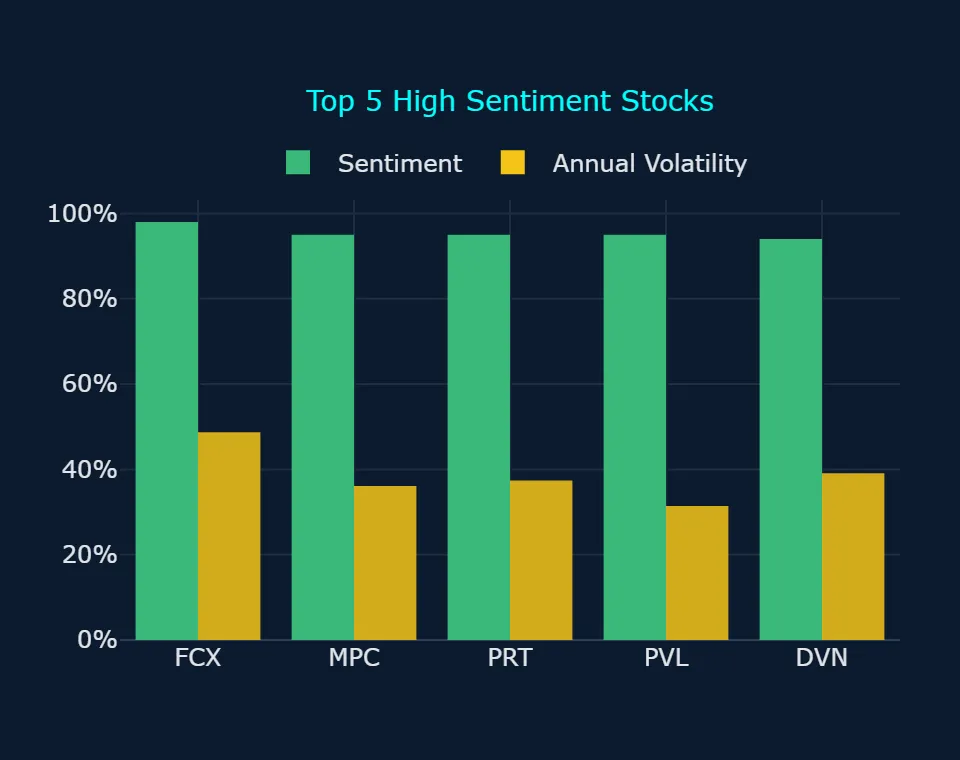 Top 5 High Sentiment Stocks
Sentiment Annual Volatility
100%
80%
60%
40%
20%
0%
FCX MPC PRT PVL DVN